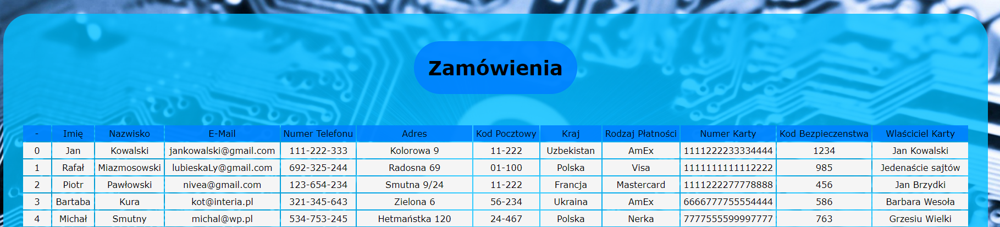 Zamówienia
- Imię Nazwisko E-Mail Numer Telefonu Adres Kod Pocztowy Kraj Rodzaj Płatności Numer Karty Kod Bezpieczenstwa Wlaściciel Karty
0 Jan Kowalski jankowalski@gmail.com 111-222-333 Kolorowa 9 11-222 Uzbekistan AmEx 1111222233334444 1234 Jan Kowalski
1 Rafał Miazmosowski lubieskaLy@gmail.com 692-325-244 Radosna 69 01-100 Polska Visa 1111111111112222 985 Jedenaście sajtów
2 Piotr Pawłowski nivea@gmail.com 123-654-234 Smutna 9/24 11-222 Francja Mastercard 1111222277778888 456 Jan Brzydki
3 Bartaba Kura kot@interia.pl 321-345-643 Zielona 6 56-234 Ukraina AmEx 6666777755554444 586 Barbara Wesoła
4 Michał Smutny michal@wp.pl 534-753-245 Hetmaństka 120 24-467 Polska Nerka 7777555599997777 763 Grzesiu Wielki